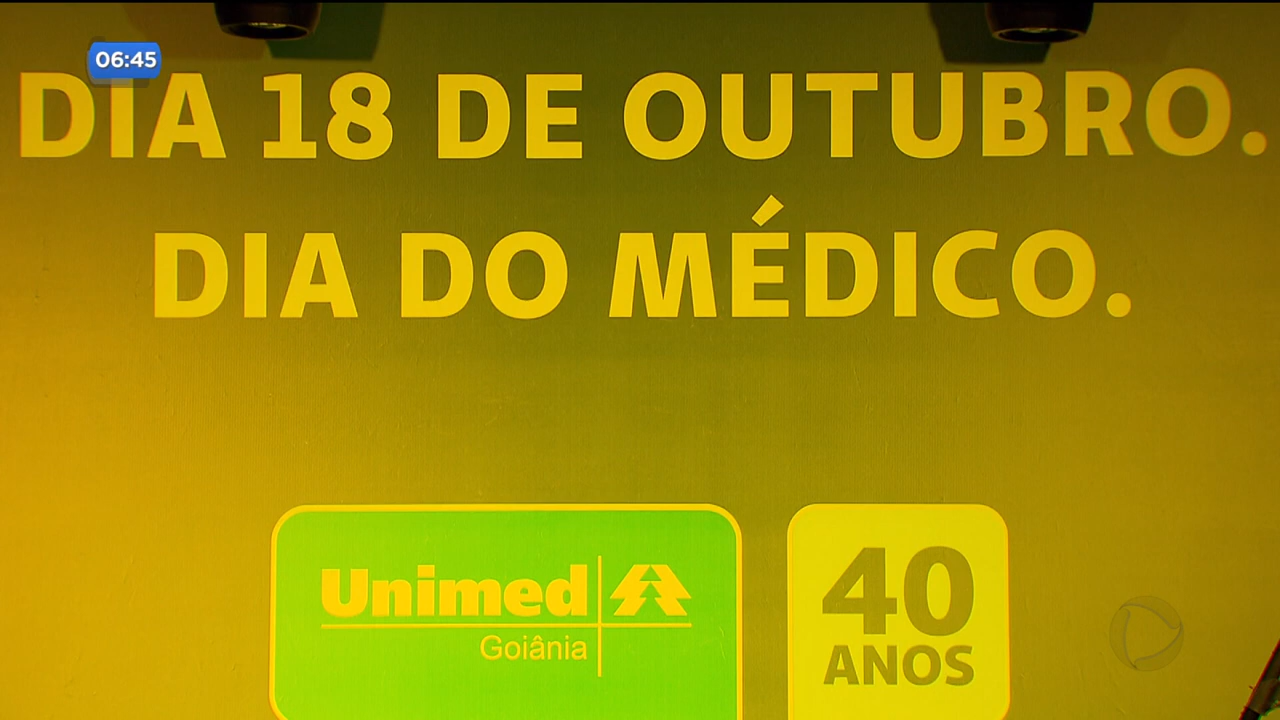 06:45
DIA 18 DE OUTUBRO.
DIA DO MÉDICO.
Unimed
Goiânia
40
ANOS